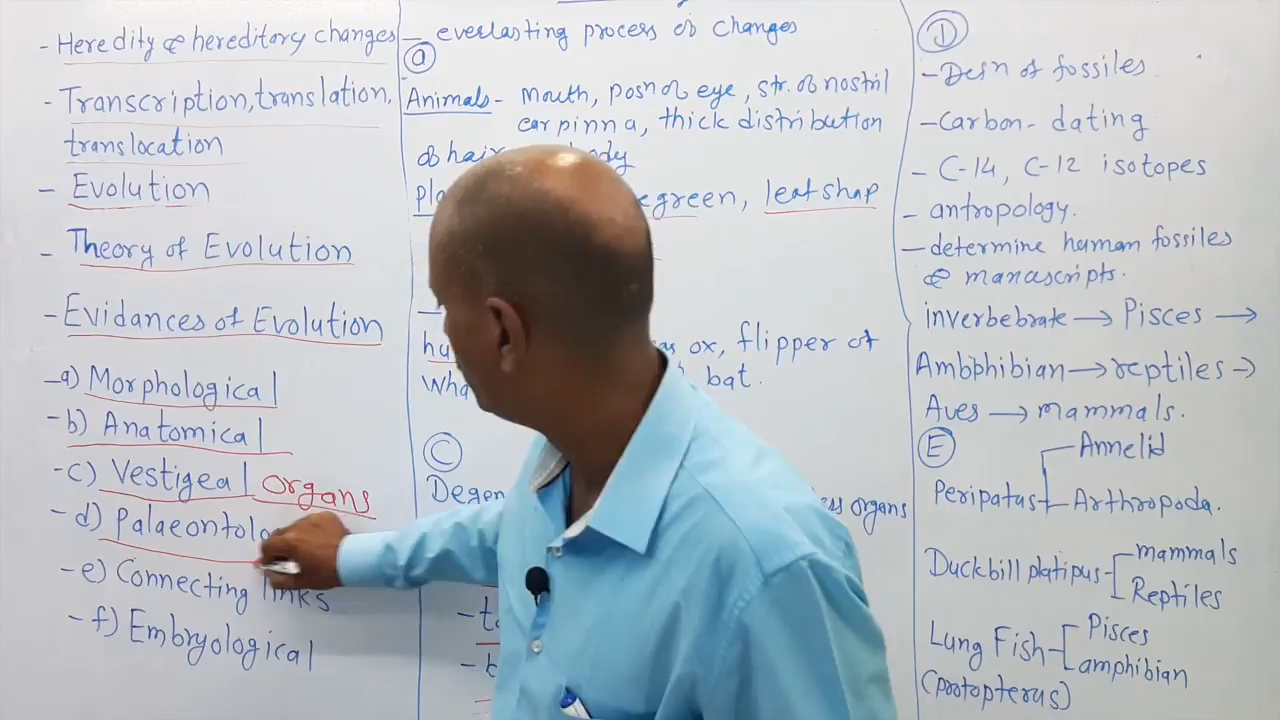 - Heredity & hereditary changes
- Transcription, translation,
translocation
- Evolution
- Theory of Evolution
- Evidances of Evolution
- a) Morphological
- b) Anatomical
- c) Vestigeal organs
- d) Palaeontolo
- e) Connecting links
- f) Embryological
- everlasting process of changes
a
Animals - mouth, posn of eye, str. of nostril
ear pinna, thick distribution
of hair body
egreen, leaf shap
ox, flipper of
bat.
C
Degen ss organs
D
- Desn of fossiles
- Carbon-dating
- C-14, C-12 isotopes
- antropology.
- determine human fossiles
& manuscripts.
inverbebrate → Pisces →
Ambphibian → reptiles →
Aves → mammals.
E
Annelid
Peripatus
Arthropoda.
mammals
Duckbill platipus
Reptiles
Pisces
Lung Fish
amphibian
(protopterus)